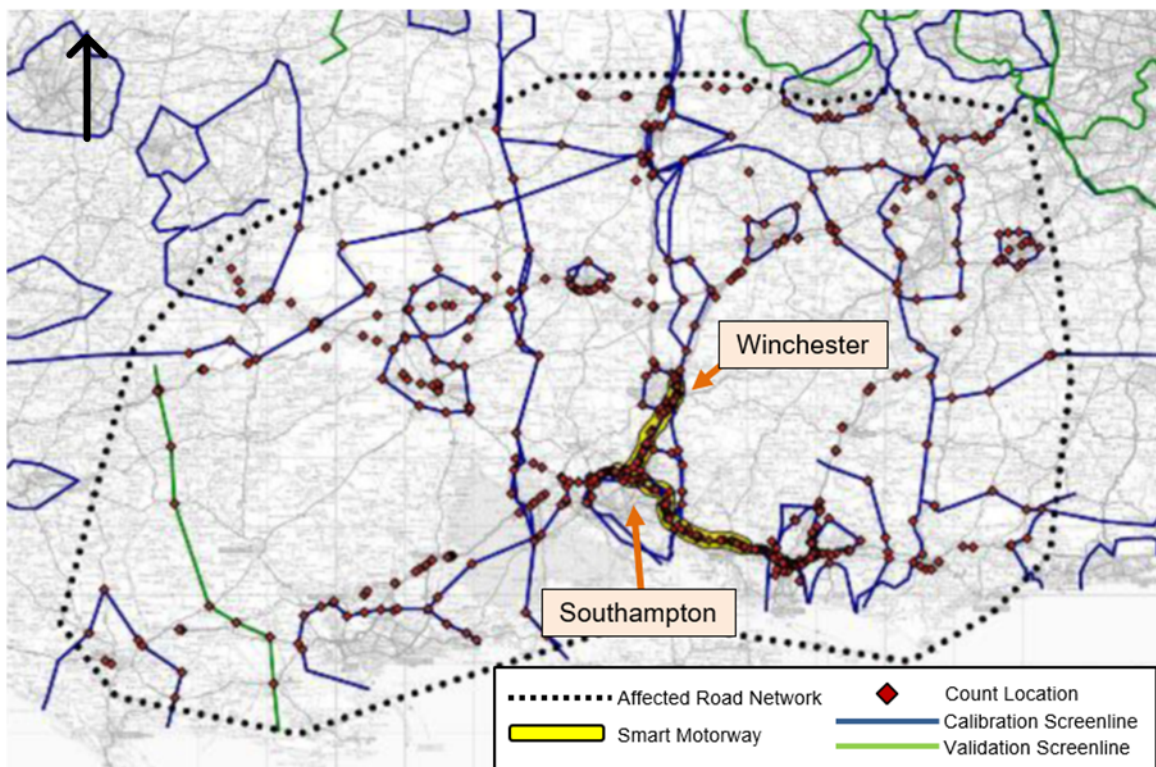 Winchester
Southampton
Affected Road Network
Count Location
Smart Motorway
Calibration Screenline
Validation Screenline